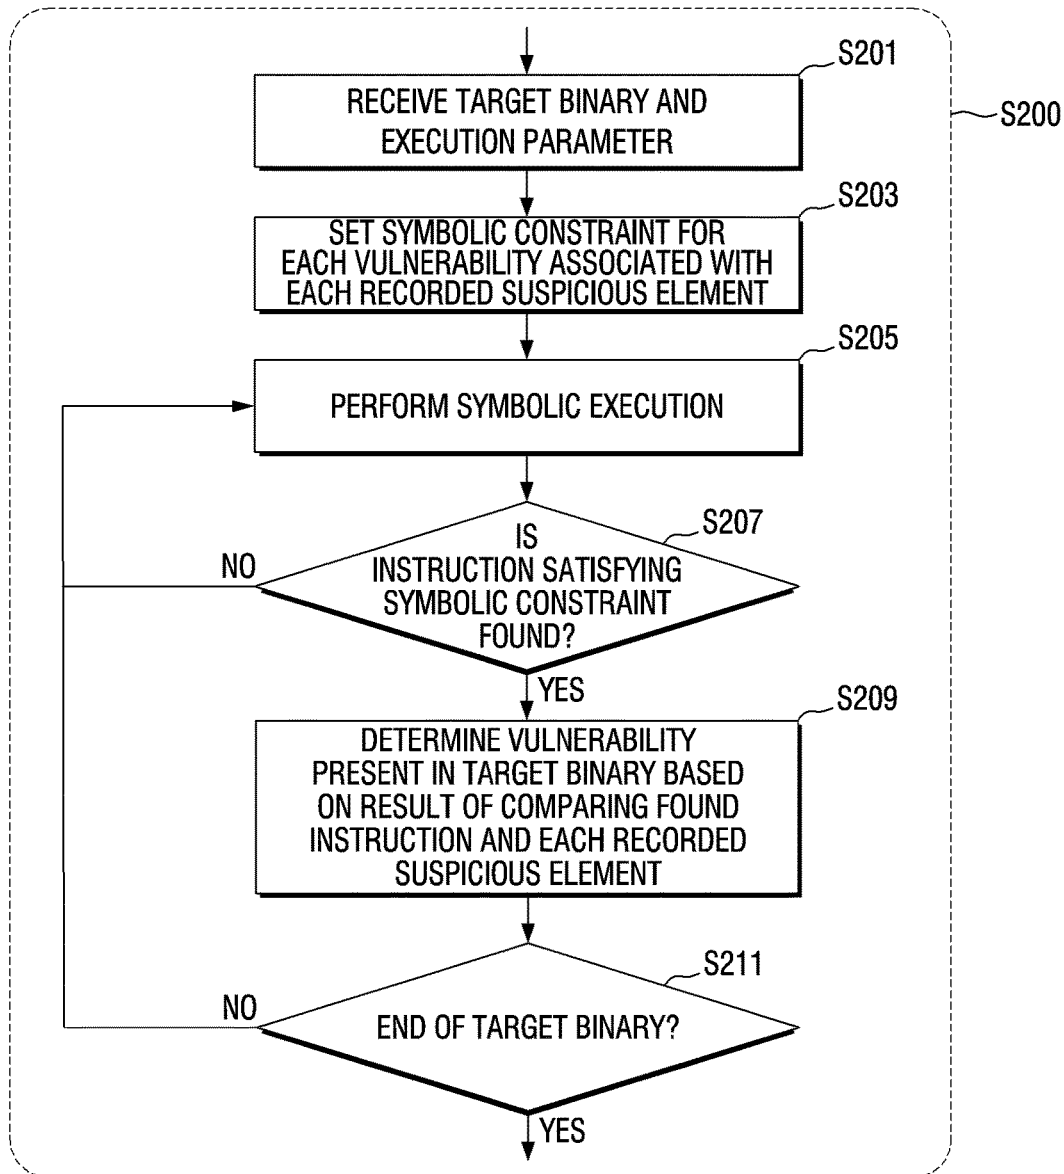 S201
RECEIVE TARGET BINARY AND
EXECUTION PARAMETER
S200
S203
SET SYMBOLIC CONSTRAINT FOR
EACH VULNERABILITY ASSOCIATED WITH
EACH RECORDED SUSPICIOUS ELEMENT
S205
PERFORM SYMBOLIC EXECUTION
S207
IS
INSTRUCTION SATISFYING
SYMBOLIC CONSTRAINT
FOUND?
NO
YES
S209
DETERMINE VULNERABILITY
PRESENT IN TARGET BINARY BASED
ON RESULT OF COMPARING FOUND
INSTRUCTION AND EACH RECORDED
SUSPICIOUS ELEMENT
S211
END OF TARGET BINARY?
NO
YES